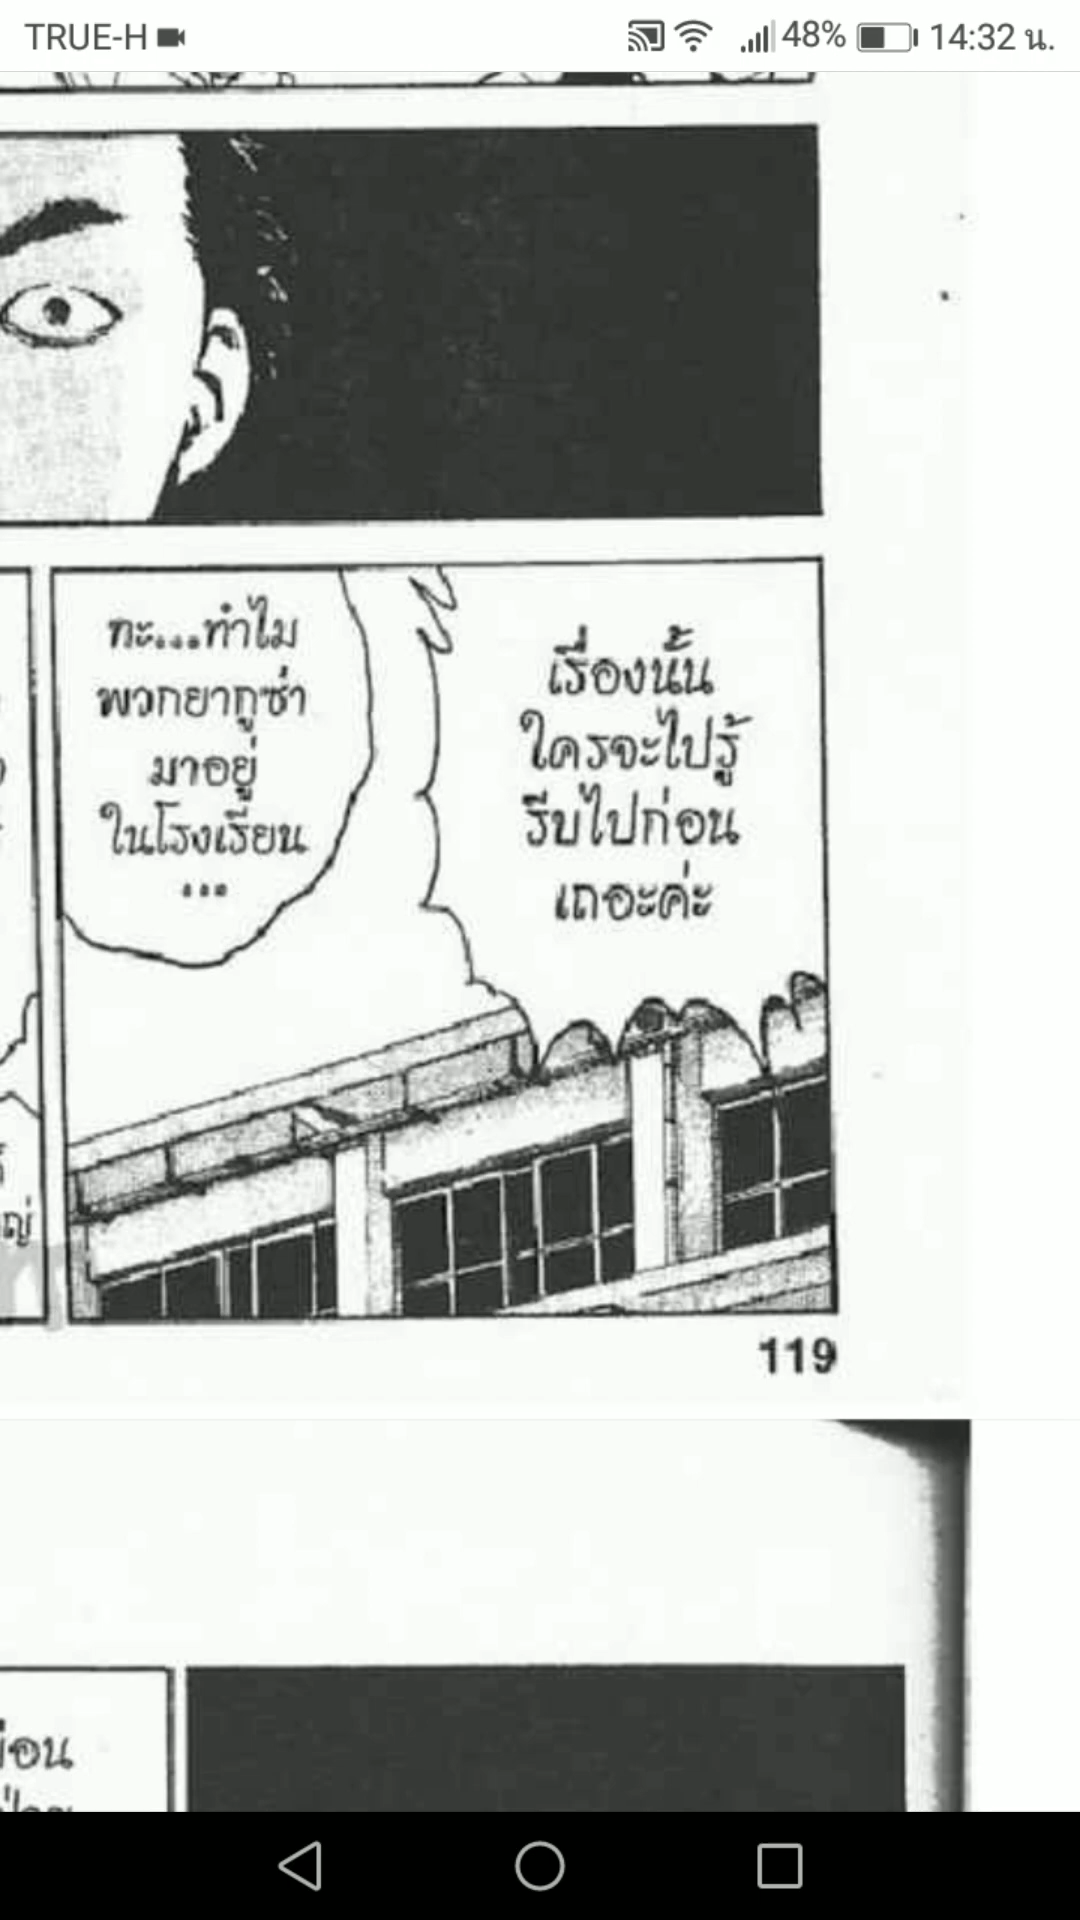 TRUE-H 48% 14:32 น.
ทะ...ทำไม
พวกยากูซ่า
มาอยู่
ในโรงเรียน
...
เรื่องนั้น
ใครจะไปรู้
รีบไปก่อน
เถอะค่ะ
119